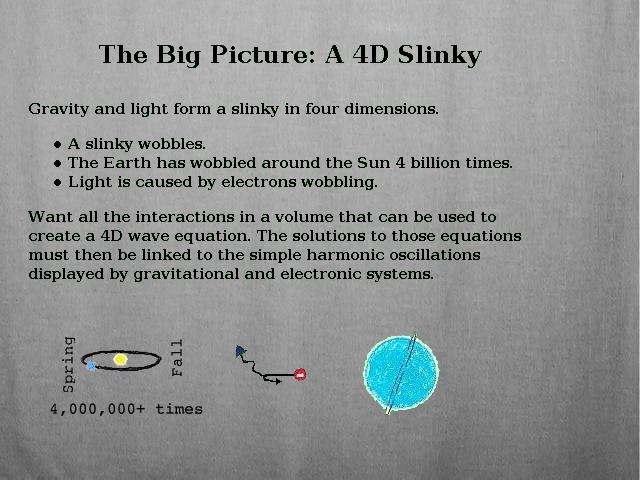 The Big Picture: A 4D Slinky
Gravity and light form a slinky in four dimensions.
● A slinky wobbles.
● The Earth has wobbled around the Sun 4 billion times.
● Light is caused by electrons wobbling.
Want all the interactions in a volume that can be used to
create a 4D wave equation. The solutions to those equations
must then be linked to the simple harmonic oscillations
displayed by gravitational and electronic systems.
Spring
Fall
4,000,000+ times